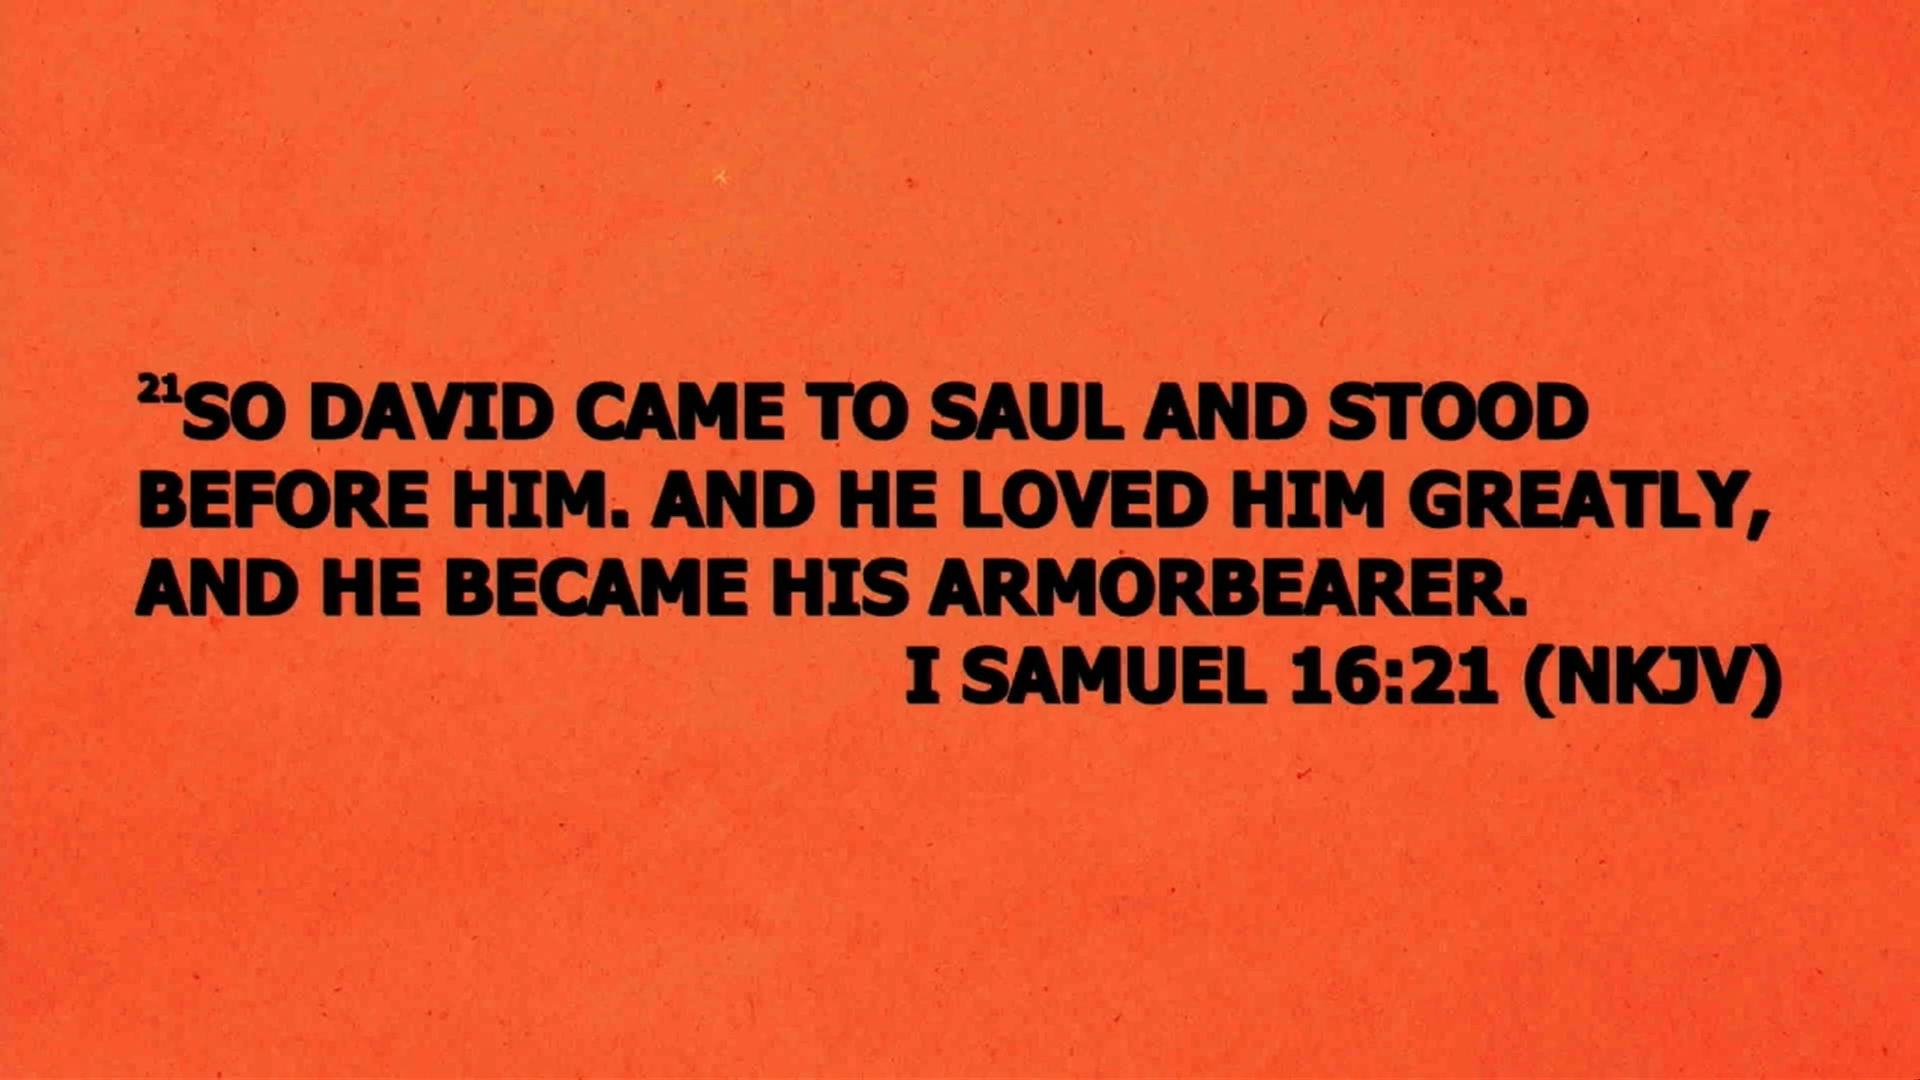 21SO DAVID CAME TO SAUL AND STOOD
BEFORE HIM. AND HE LOVED HIM GREATLY,
AND HE BECAME HIS ARMORBEARER.
I SAMUEL 16:21 (NKJV)